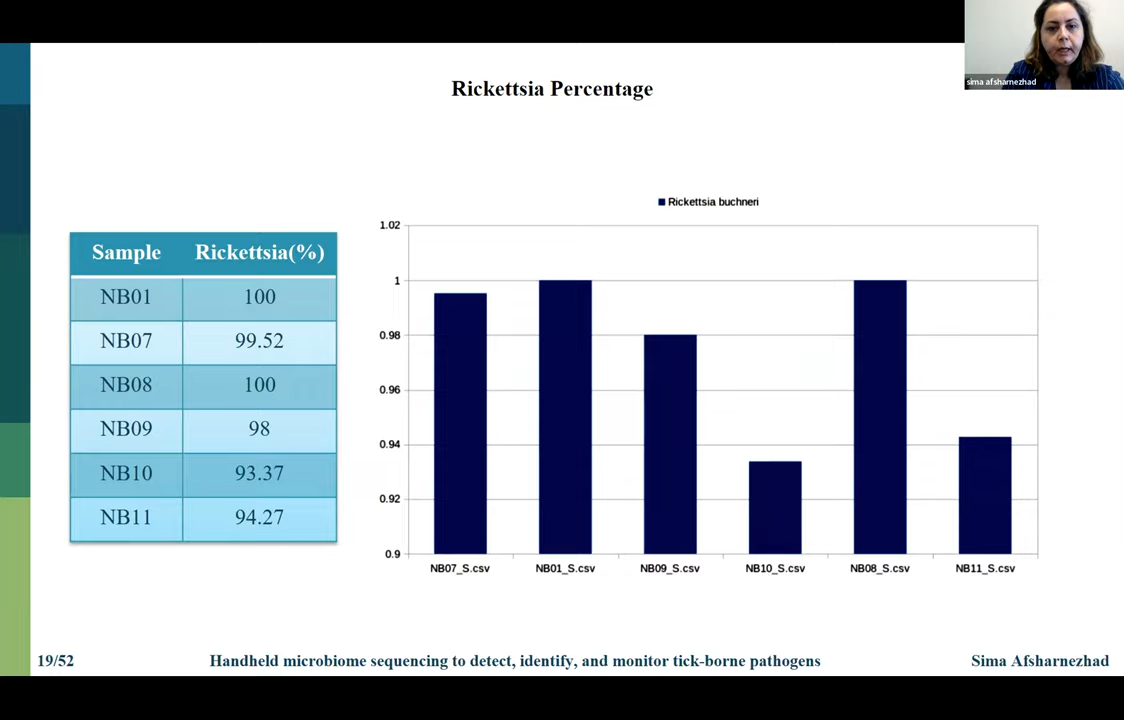 sima afsharnezhad
Rickettsia Percentage
Sample Rickettsia(%)
NB01 100
NB07 99.52
NB08 100
NB09 98
NB10 93.37
NB11 94.27
Rickettsia buchneri
1.02
1
0.98
0.96
0.94
0.92
0.9
NB07_S.csv NB01_S.csv NB09_S.csv NB10_S.csv NB08_S.csv NB11_S.csv
19/52 Handheld microbiome sequencing to detect, identify, and monitor tick-borne pathogens Sima Afsharnezhad